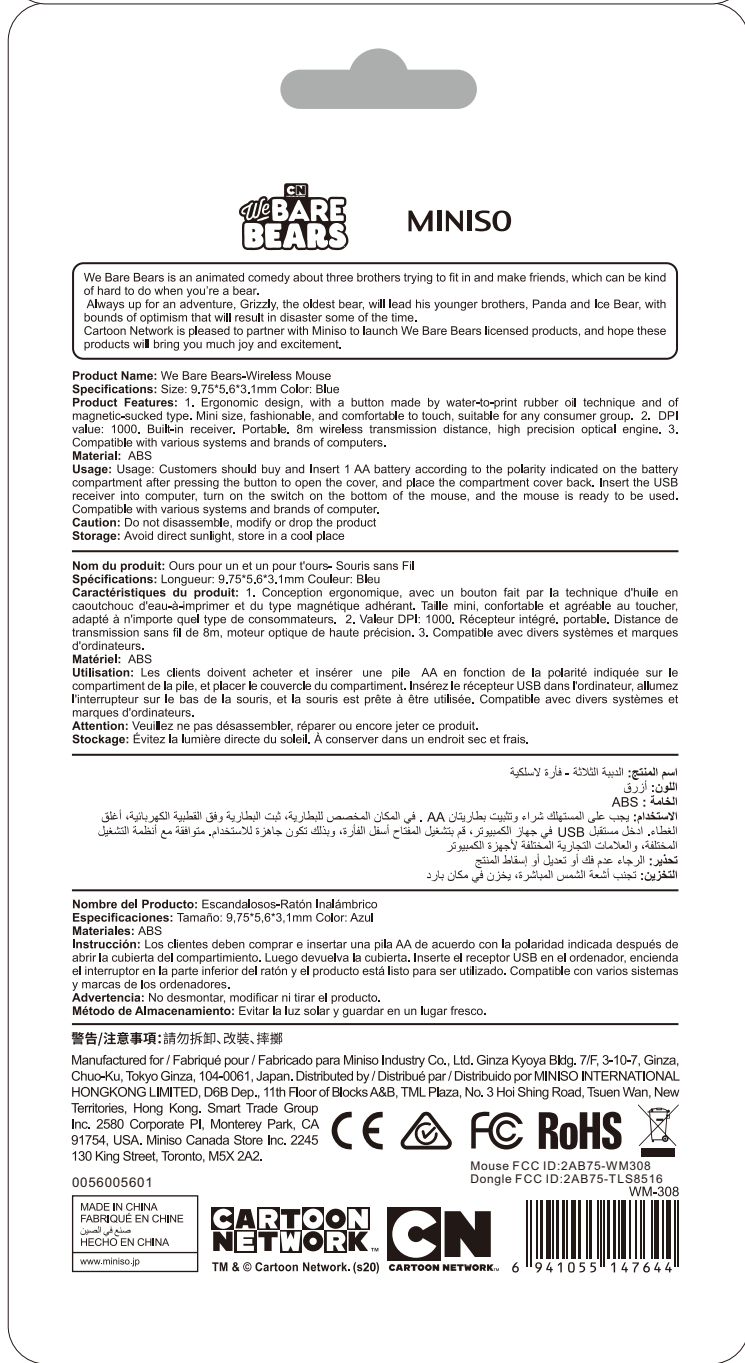 CN
We BARE
BEARS
MINISO
We Bare Bears is an animated comedy about three brothers trying to fit in and make friends, which can be kind
of hard to do when you're a bear.
Always up for an adventure, Grizzly, the oldest bear, will lead his younger brothers, Panda and Ice Bear, with
bounds of optimism that will result in disaster some of the time.
Cartoon Network is pleased to partner with Miniso to launch We Bare Bears licensed products, and hope these
products will bring you much joy and excitement.
Product Name: We Bare Bears-Wireless Mouse
Specifications: Size: 9.75*5.6*3.1mm Color: Blue
Product Features: 1. Ergonomic design, with a button made by water-to-print rubber oil technique and of
magnetic-sucked type. Mini size, fashionable, and comfortable to touch, suitable for any consumer group. 2. DPI
value: 1000. Built-in receiver. Portable. 8m wireless transmission distance, high precision optical engine. 3.
Compatible with various systems and brands of computers.
Material: ABS
Usage: Usage: Customers should buy and Insert 1 AA battery according to the polarity indicated on the battery
compartment after pressing the button to open the cover, and place the compartment cover back. Insert the USB
receiver into computer, turn on the switch on the bottom of the mouse, and the mouse is ready to be used.
Compatible with various systems and brands of computer.
Caution: Do not disassemble, modify or drop the product
Storage: Avoid direct sunlight, store in a cool place
Nom du produit: Ours pour un et un pour t'ours- Souris sans Fil
Spécifications: Longueur: 9.75*5.6*3.1mm Couleur: Bleu
Caractéristiques du produit: 1. Conception ergonomique, avec un bouton fait par la technique d'huile en
caoutchouc d'eau-à-imprimer et du type magnétique adhérant. Taille mini, confortable et agréable au toucher,
adapté à n'importe quel type de consommateurs. 2. Valeur DPI: 1000. Récepteur intégré. portable. Distance de
transmission sans fil de 8m, moteur optique de haute précision. 3. Compatible avec divers systèmes et marques
d'ordinateurs.
Matériel: ABS
Utilisation: Les clients doivent acheter et insérer une pile AA en fonction de la polarité indiquée sur le
compartiment de la pile, et placer le couvercle du compartiment. Insérez le récepteur USB dans l'ordinateur, allumez
l'interrupteur sur le bas de la souris, et la souris est prête à être utilisée. Compatible avec divers systèmes et
marques d'ordinateurs.
Attention: Veuillez ne pas désassembler, réparer ou encore jeter ce produit.
Stockage: Évitez la lumière directe du soleil. À conserver dans un endroit sec et frais.
اسم المنتج: الدببة الثلاثة - فأرة لاسلكية
اللون: أزرق
الخامة : ABS
الاستخدام: يجب على المستهلك شراء وتثبيت بطاريتان AA . في المكان المخصص للبطارية، ثبت البطارية وفق القطبية الكهربائية، أغلق
الغطاء. ادخل مستقبل USB في جهاز الكمبيوتر، قم بتشغيل المفتاح أسفل الفأرة، وبذلك تكون جاهزة للاستخدام. متوافقة مع أنظمة التشغيل
المختلفة، والعلامات التجارية المختلفة لأجهزة الكمبيوتر
تحذير: الرجاء عدم فك أو تعديل أو إسقاط المنتج
التخزين: تجنب أشعة الشمس المباشرة، يخزن في مكان بارد
Nombre del Producto: Escandalosos-Ratón Inalámbrico
Especificaciones: Tamaño: 9,75*5,6*3,1mm Color: Azul
Materiales: ABS
Instrucción: Los clientes deben comprar e insertar una pila AA de acuerdo con la polaridad indicada después de
abrir la cubierta del compartimiento. Luego devuelva la cubierta. Inserte el receptor USB en el ordenador, encienda
el interruptor en la parte inferior del ratón y el producto está listo para ser utilizado. Compatible con varios sistemas
y marcas de los ordenadores.
Advertencia: No desmontar, modificar ni tirar el producto.
Método de Almacenamiento: Evitar la luz solar y guardar en un lugar fresco.
警告/注意事項:請勿拆卸、改裝、摔擲
Manufactured for / Fabriqué pour / Fabricado para Miniso Industry Co., Ltd. Ginza Kyoya Bldg. 7/F, 3-10-7, Ginza,
Chuo-Ku, Tokyo Ginza, 104-0061, Japan. Distributed by / Distribué par / Distribuido por MINISO INTERNATIONAL
HONGKONG LIMITED, D6B Dep., 11th Floor of Blocks A&B, TML Plaza, No. 3 Hoi Shing Road, Tsuen Wan, New
Territories, Hong Kong. Smart Trade Group
Inc. 2580 Corporate Pl, Monterey Park, CA
91754, USA. Miniso Canada Store Inc. 2245
130 King Street, Toronto, M5X 2A2.
CE FC RoHS
Mouse FCC ID:2AB75-WM308
Dongle FCC ID:2AB75-TLS8516
0056005601
WM-308
MADE IN CHINA
FABRIQUÉ EN CHINE
صنع في الصين
HECHO EN CHINA
www.miniso.jp
CARTOON
NETWORK™
TM & © Cartoon Network. (s20)
CN
CARTOON NETWORK™
6 941055 147644